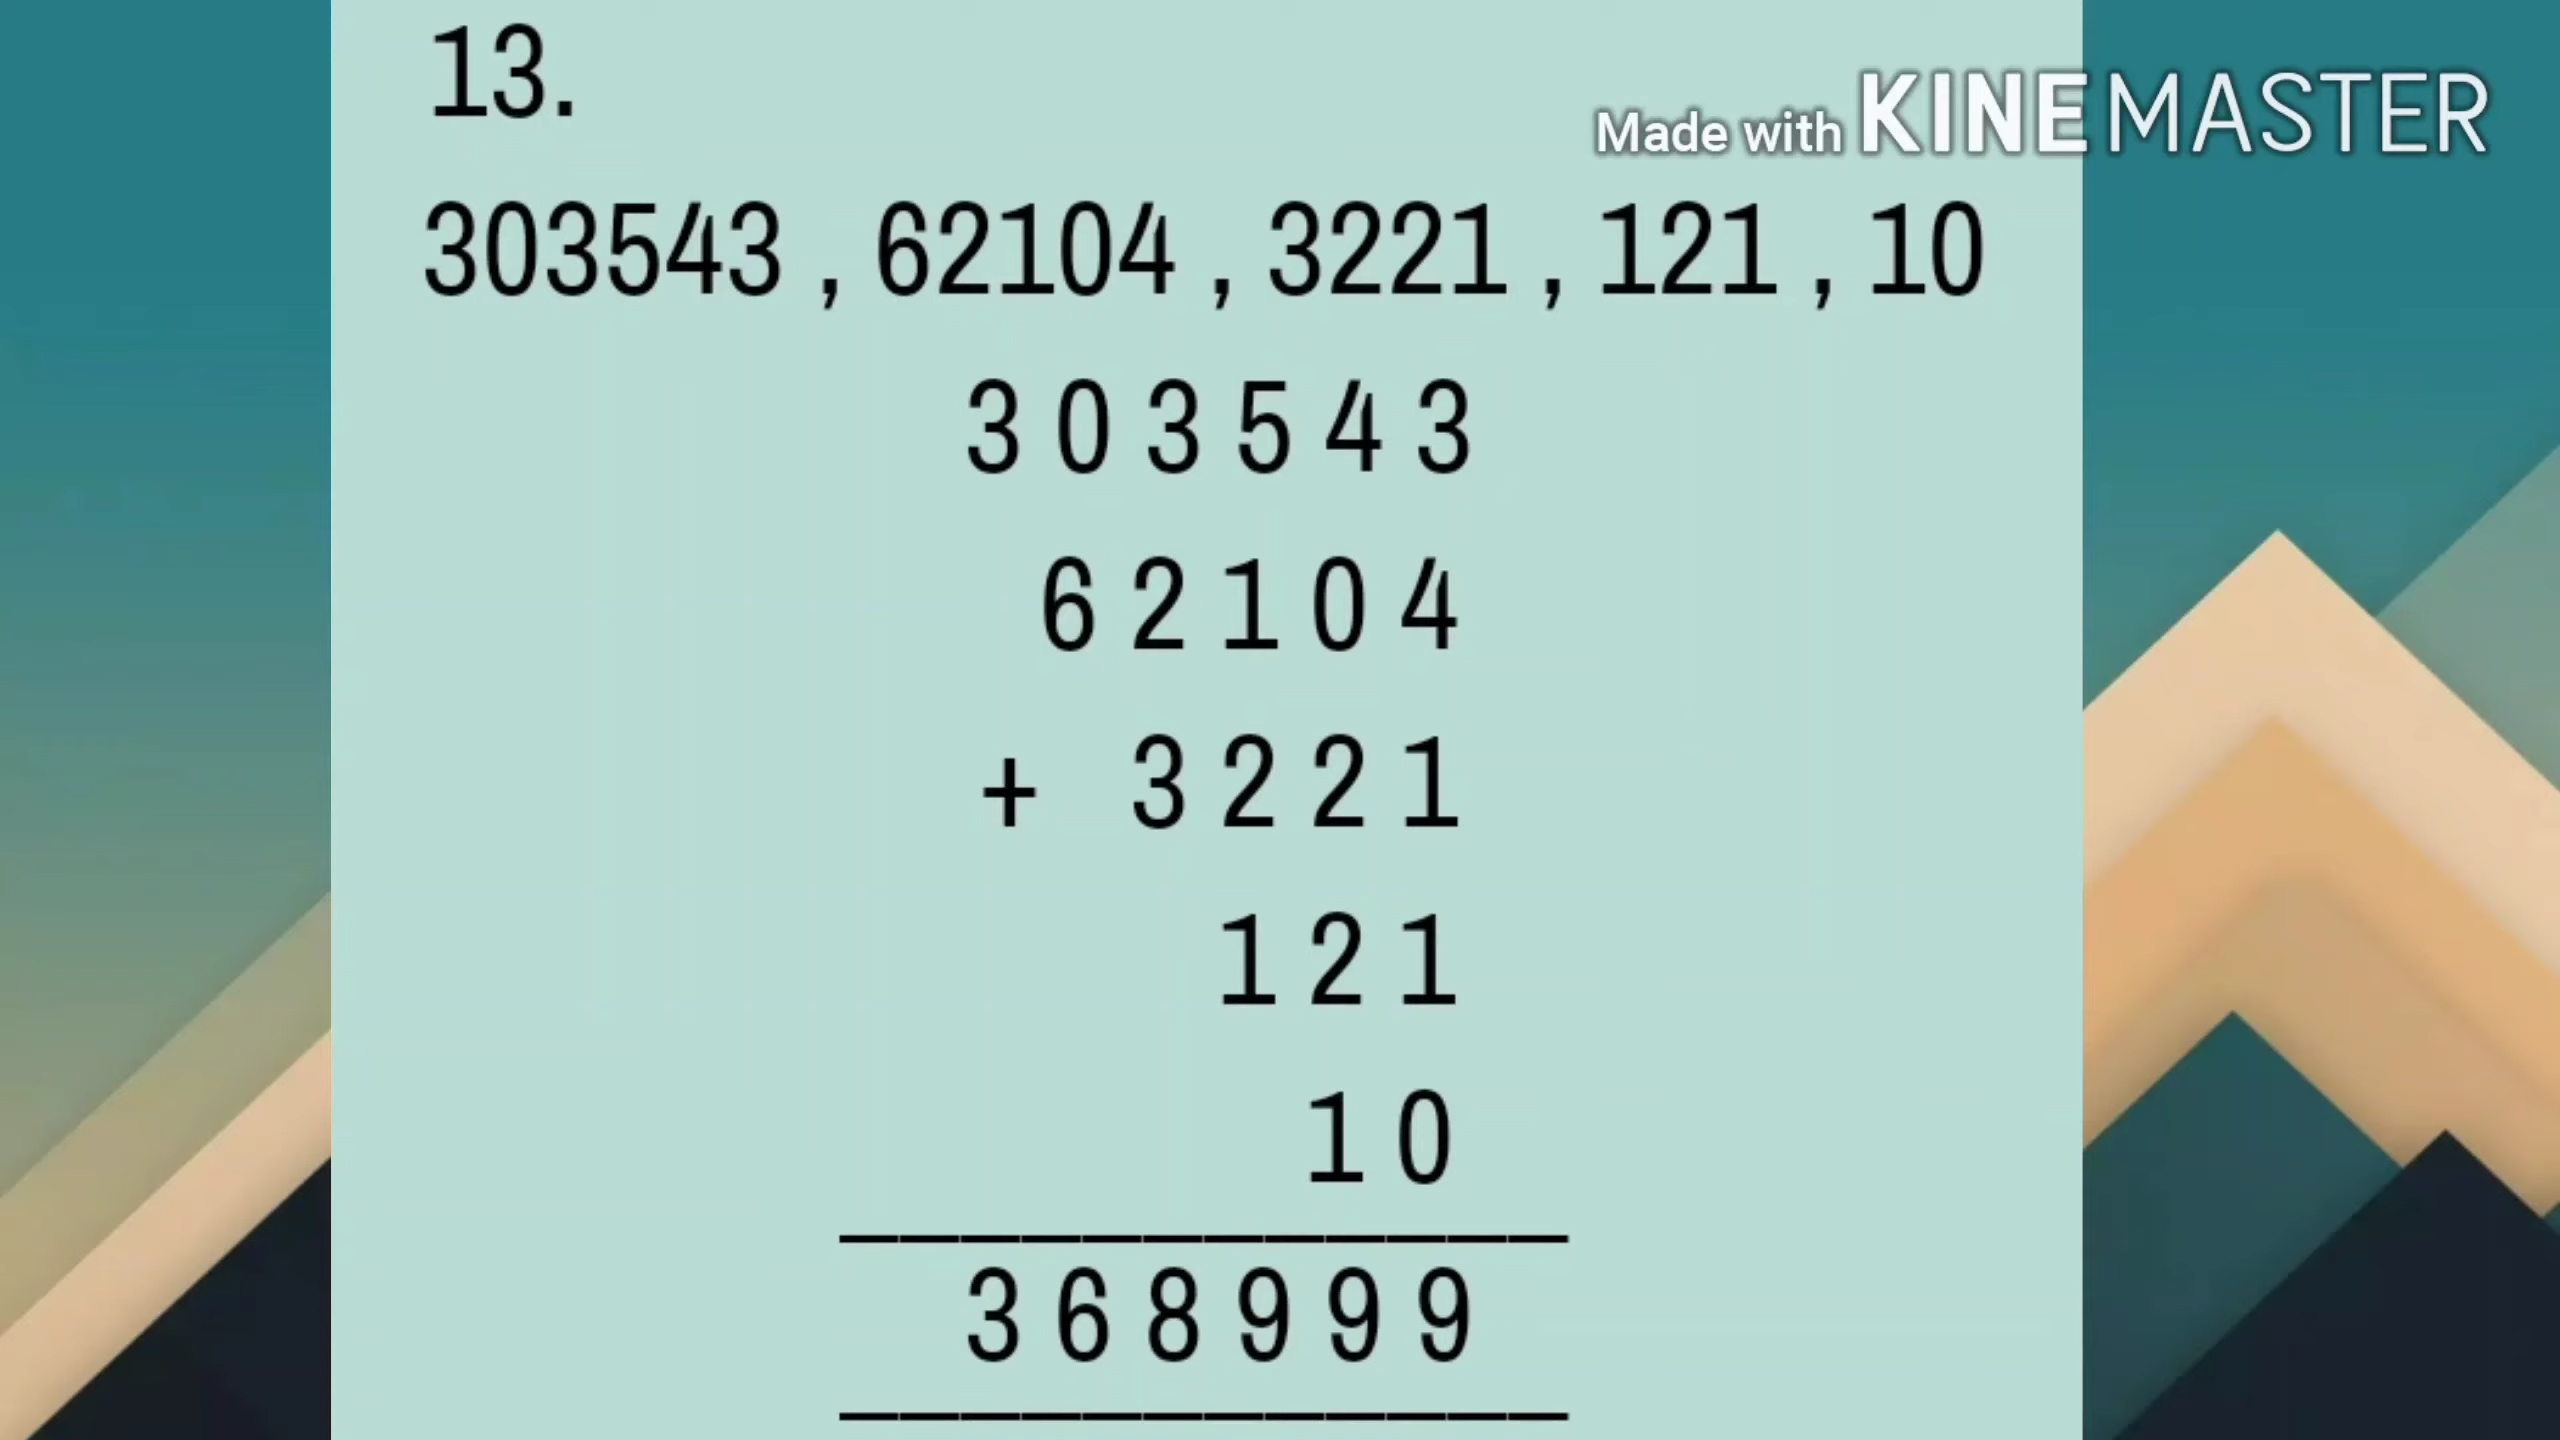 13.
Made with KINEMASTER
303543 , 62104 , 3221 , 121 , 10
3 0 3 5 4 3
6 2 1 0 4
+ 3 2 2 1
1 2 1
1 0
3 6 8 9 9 9